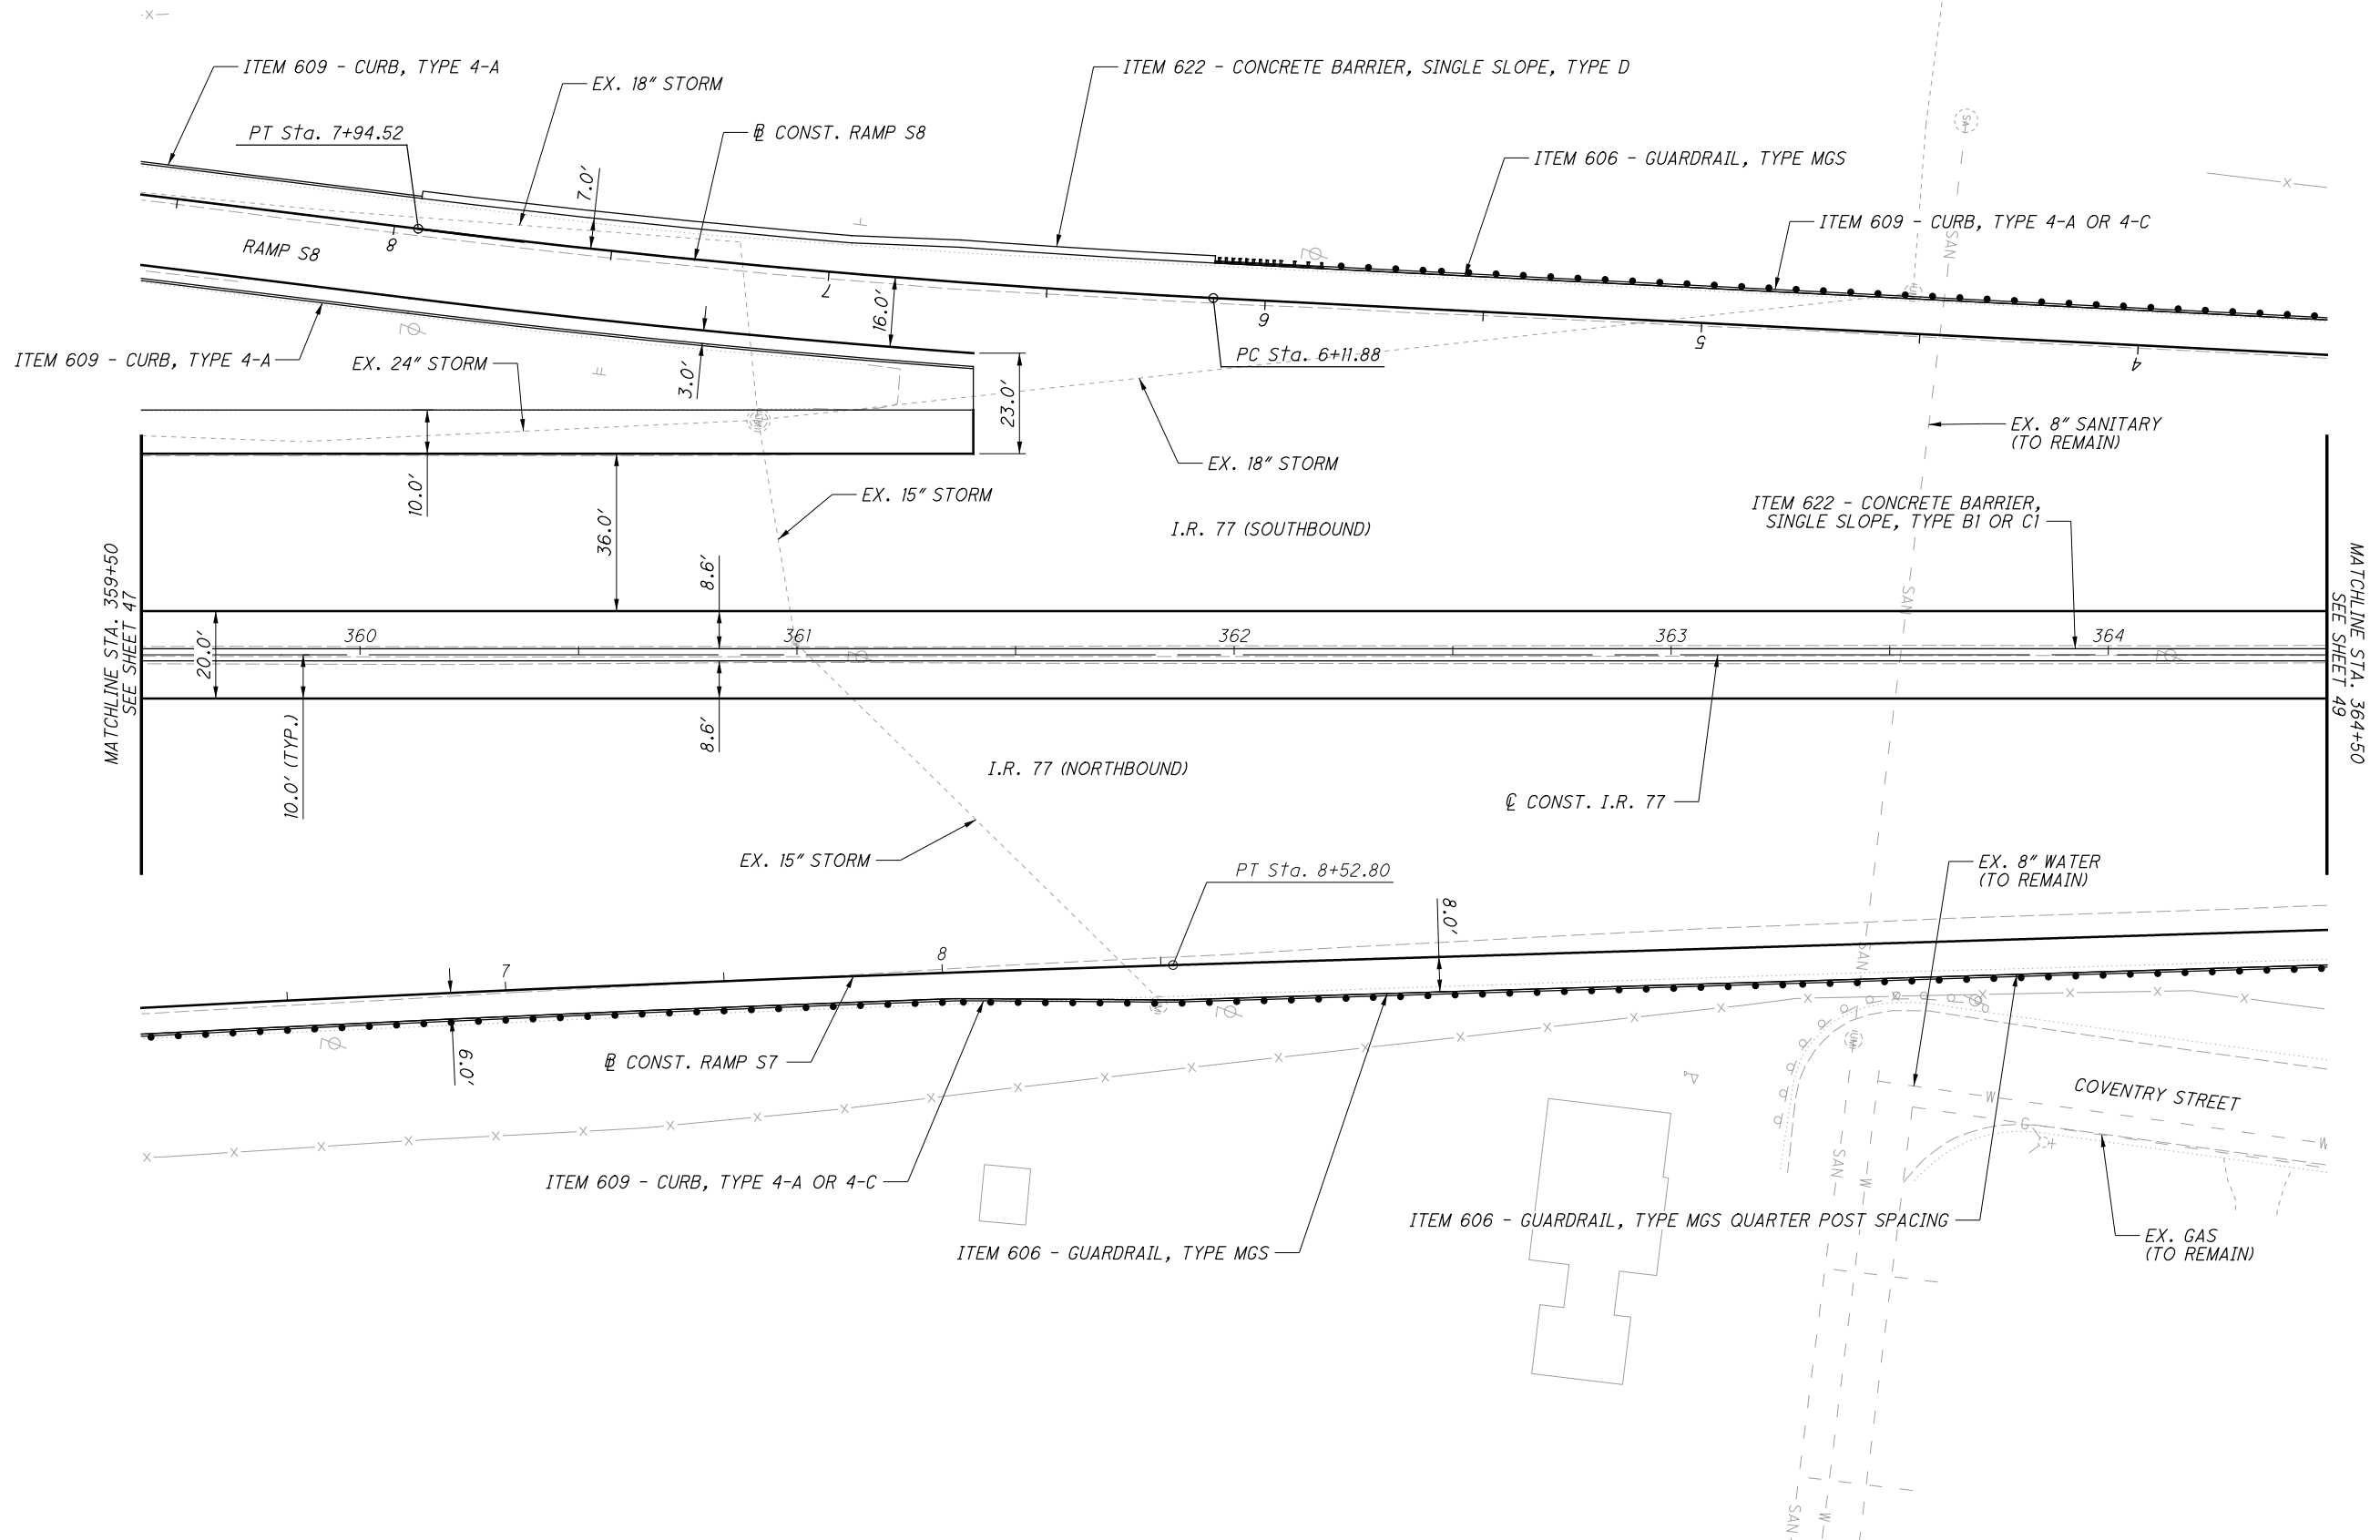 ITEM 609 - CURB, TYPE 4-A
EX. 18" STORM
ITEM 622 - CONCRETE BARRIER, SINGLE SLOPE, TYPE D
PT Sta. 7+94.52
℄ CONST. RAMP S8
7.0'
ITEM 606 - GUARDRAIL, TYPE MGS
ITEM 609 - CURB, TYPE 4-A OR 4-C
SAN
SAN
RAMP S8
8
7
6
5
4
16.0'
3.0'
23.0'
PC Sta. 6+11.88
ITEM 609 - CURB, TYPE 4-A
EX. 24" STORM
EX. 8" SANITARY
(TO REMAIN)
EX. 18" STORM
10.0'
EX. 15" STORM
36.0'
I.R. 77 (SOUTHBOUND)
ITEM 622 - CONCRETE BARRIER,
SINGLE SLOPE, TYPE B1 OR C1
MATCHLINE STA. 359+50
SEE SHEET 47
MATCHLINE STA. 364+50
SEE SHEET 49
8.6'
SAN
20.0'
360
361
362
363
364
10.0' (TYP.)
8.6'
I.R. 77 (NORTHBOUND)
℄ CONST. I.R. 77
EX. 15" STORM
PT Sta. 8+52.80
EX. 8" WATER
(TO REMAIN)
8.0'
SAN
7
8
6.0'
℄ CONST. RAMP S7
COVENTRY STREET
W
G
W
ITEM 609 - CURB, TYPE 4-A OR 4-C
SAN
W
ITEM 606 - GUARDRAIL, TYPE MGS QUARTER POST SPACING
ITEM 606 - GUARDRAIL, TYPE MGS
EX. GAS
(TO REMAIN)
SAN
W